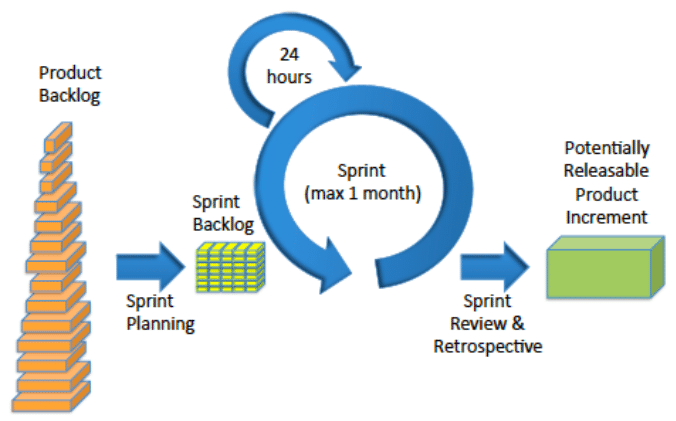 Product
Backlog
Sprint
Planning
Sprint
Backlog
24
hours
Sprint
(max 1 month)
Sprint
Review &
Retrospective
Potentially
Releasable
Product
Increment